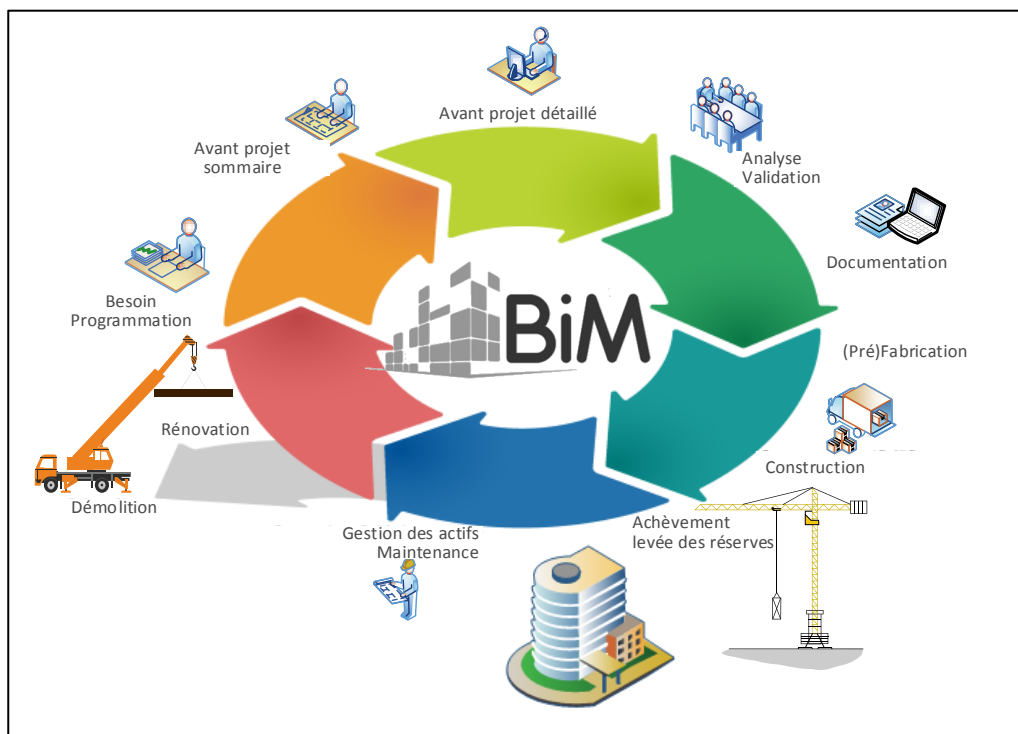 Avant projet détaillé
Avant projet
sommaire
Analyse
Validation
Documentation
Besoin
Programmation
BiM
(Pré)Fabrication
Rénovation
Construction
Démolition
Gestion des actifs
Maintenance
Achèvement
levée des réserves